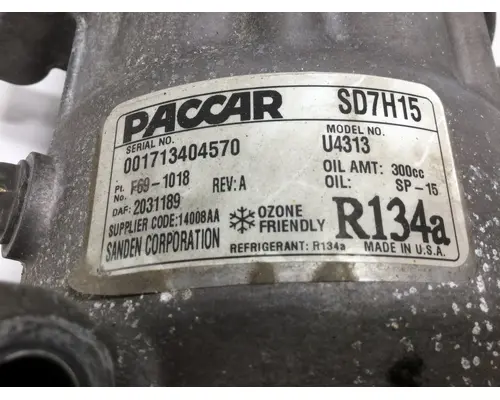 PACCAR SD7H15
SERIAL NO. MODEL NO.
001713404570 U4313
Pt. No. F69-1018 REV: A OIL AMT: 300cc
DAF: 2031189 OIL: SP-15
SUPPLIER CODE: 14008AA
SANDEN CORPORATION
OZONE FRIENDLY R134a
REFRIGERANT: R134a MADE IN U.S.A.